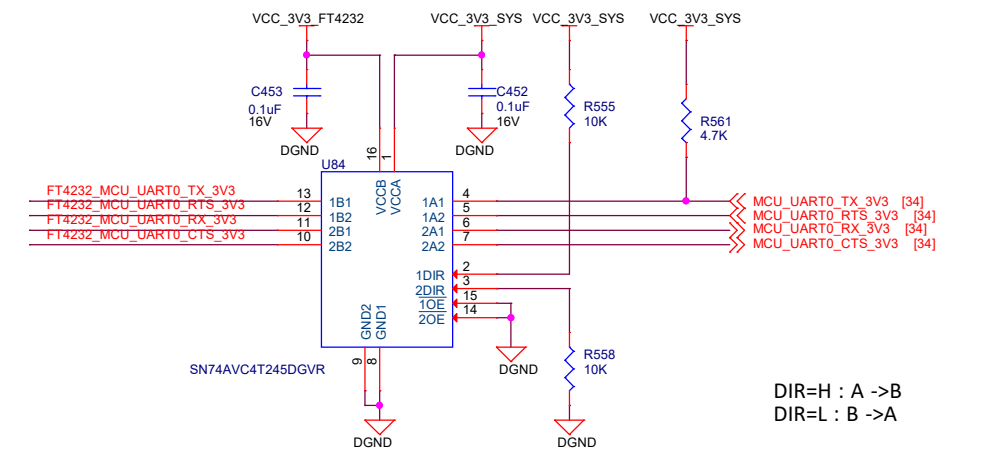 VCC_3V3_FT4232
VCC_3V3_SYS
VCC_3V3_SYS
VCC_3V3_SYS
C453
0.1uF
16V
DGND
C452
0.1uF
16V
DGND
R555
10K
R561
4.7K
U84
16
1
VCCB
VCCA
FT4232_MCU_UART0_TX_3V3
13
1B1
1A1
4
MCU_UART0_TX_3V3 [34]
FT4232_MCU_UART0_RTS_3V3
12
1B2
1A2
5
MCU_UART0_RTS_3V3 [34]
FT4232_MCU_UART0_RX_3V3
11
2B1
2A1
6
MCU_UART0_RX_3V3 [34]
FT4232_MCU_UART0_CTS_3V3
10
2B2
2A2
7
MCU_UART0_CTS_3V3 [34]
1DIR
2
2DIR
3
1OE
15
2OE
14
GND2
GND1
9
8
SN74AVC4T245DGVR
DGND
R558
10K
DGND
DGND
DIR=H : A ->B
DIR=L : B ->A